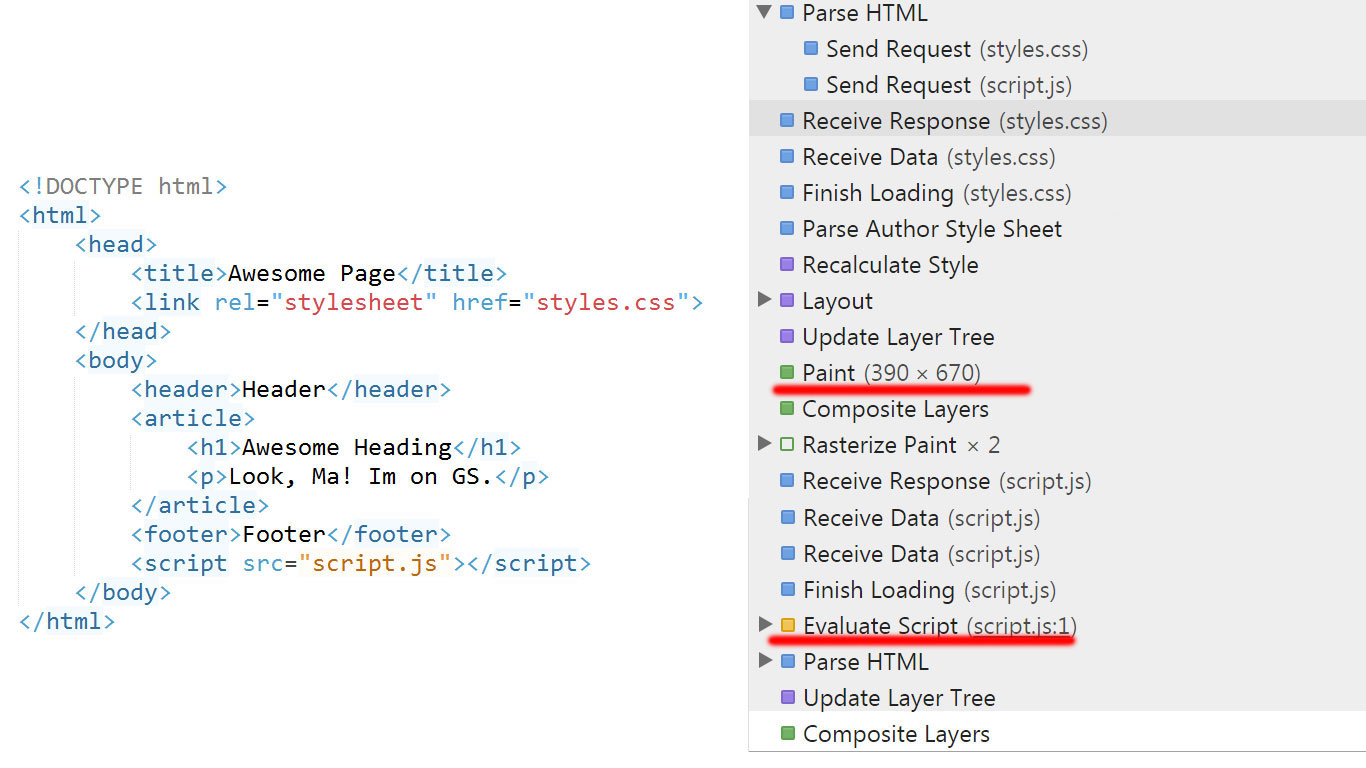 <!DOCTYPE html>
<html>
<head>
<title>Awesome Page</title>
<link rel="stylesheet" href="styles.css">
</head>
<body>
<header>Header</header>
<article>
<h1>Awesome Heading</h1>
<p>Look, Ma! Im on GS.</p>
</article>
<footer>Footer</footer>
<script src="script.js"></script>
</body>
</html>
Parse HTML
Send Request (styles.css)
Send Request (script.js)
Receive Response (styles.css)
Receive Data (styles.css)
Finish Loading (styles.css)
Parse Author Style Sheet
Recalculate Style
Layout
Update Layer Tree
Paint (390 × 670)
Composite Layers
Rasterize Paint × 2
Receive Response (script.js)
Receive Data (script.js)
Receive Data (script.js)
Finish Loading (script.js)
Evaluate Script (script.js:1)
Parse HTML
Update Layer Tree
Composite Layers